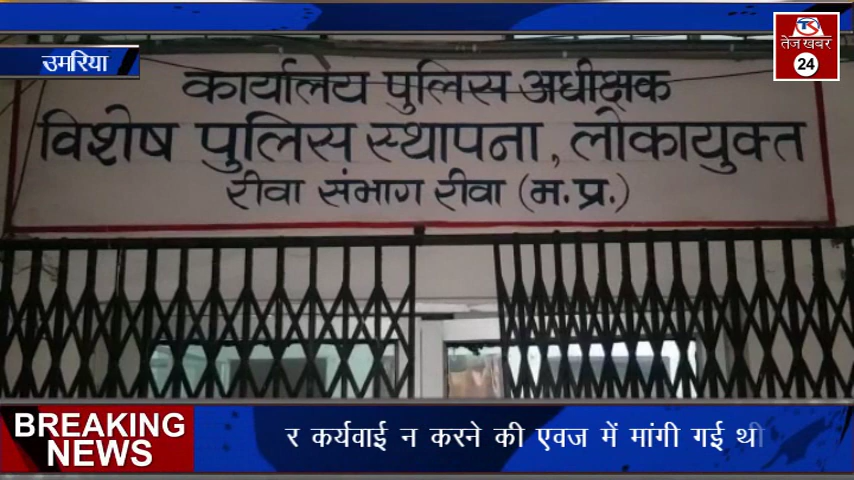 तेज खबर
24
उमरिया
कार्यालय पुलिस अधीक्षक
विशेष पुलिस स्थापना, लोकायुक्त
रीवा संभाग रीवा (म.प्र.)
BREAKING
NEWS
र कर्यवाई न करने की एवज में मांगी गई थी